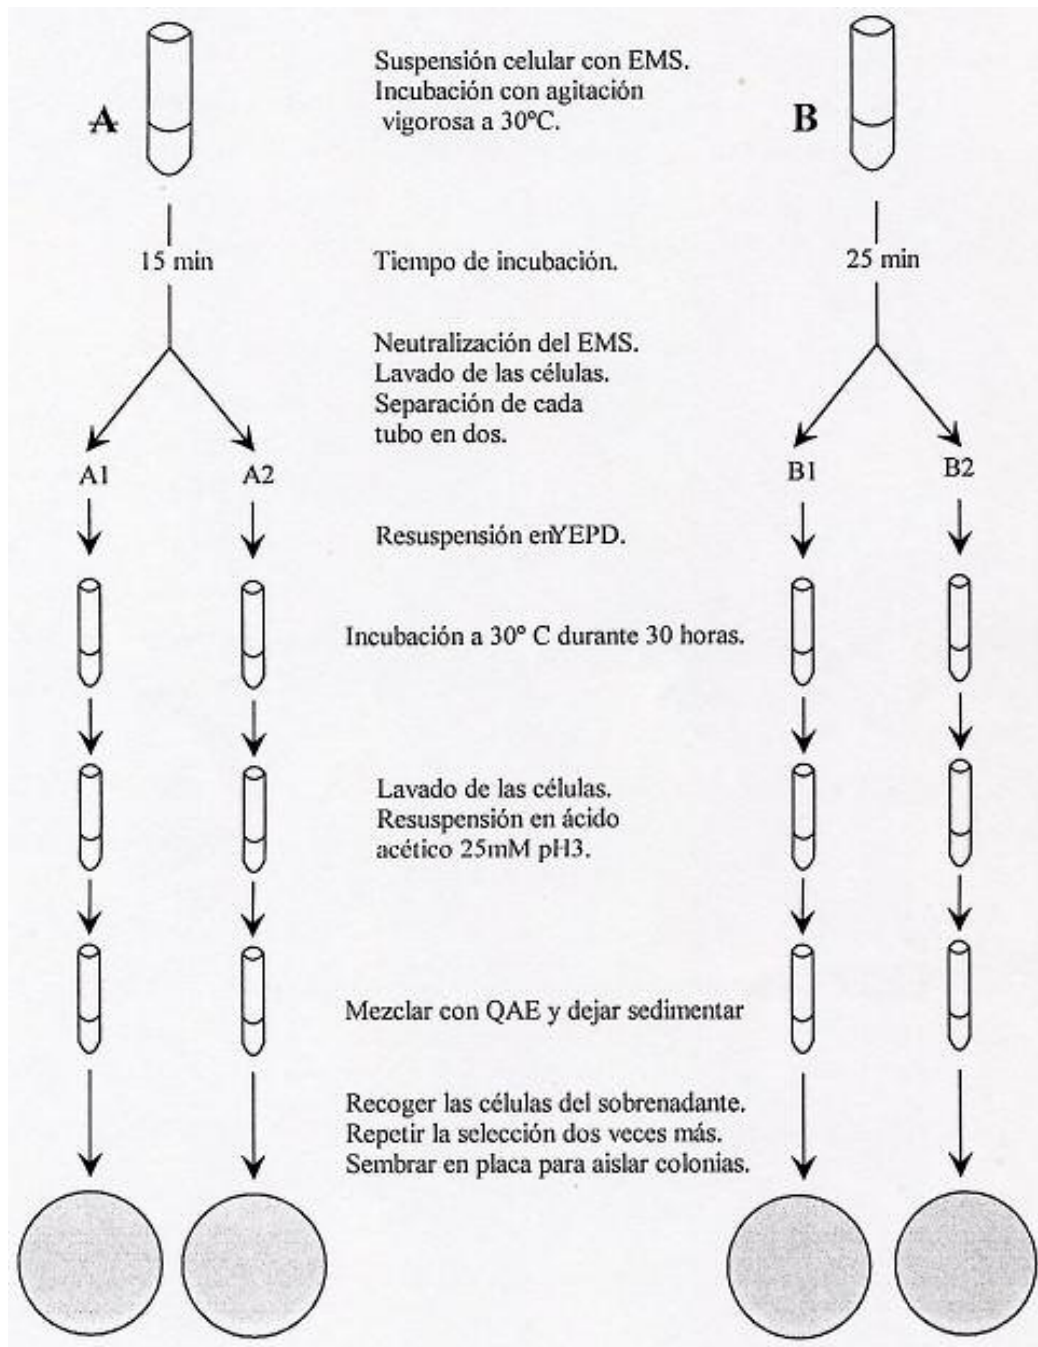 Suspensión celular con EMS.
Incubación con agitación
vigorosa a 30ºC.
A
B
15 min
Tiempo de incubación.
25 min
Neutralización del EMS.
Lavado de las células.
Separación de cada
tubo en dos.
A1
A2
B1
B2
Resuspensión enYEPD.
Incubación a 30º C durante 30 horas.
Lavado de las células.
Resuspensión en ácido
acético 25mM pH3.
Mezclar con QAE y dejar sedimentar
Recoger las células del sobrenadante.
Repetir la selección dos veces más.
Sembrar en placa para aislar colonias.